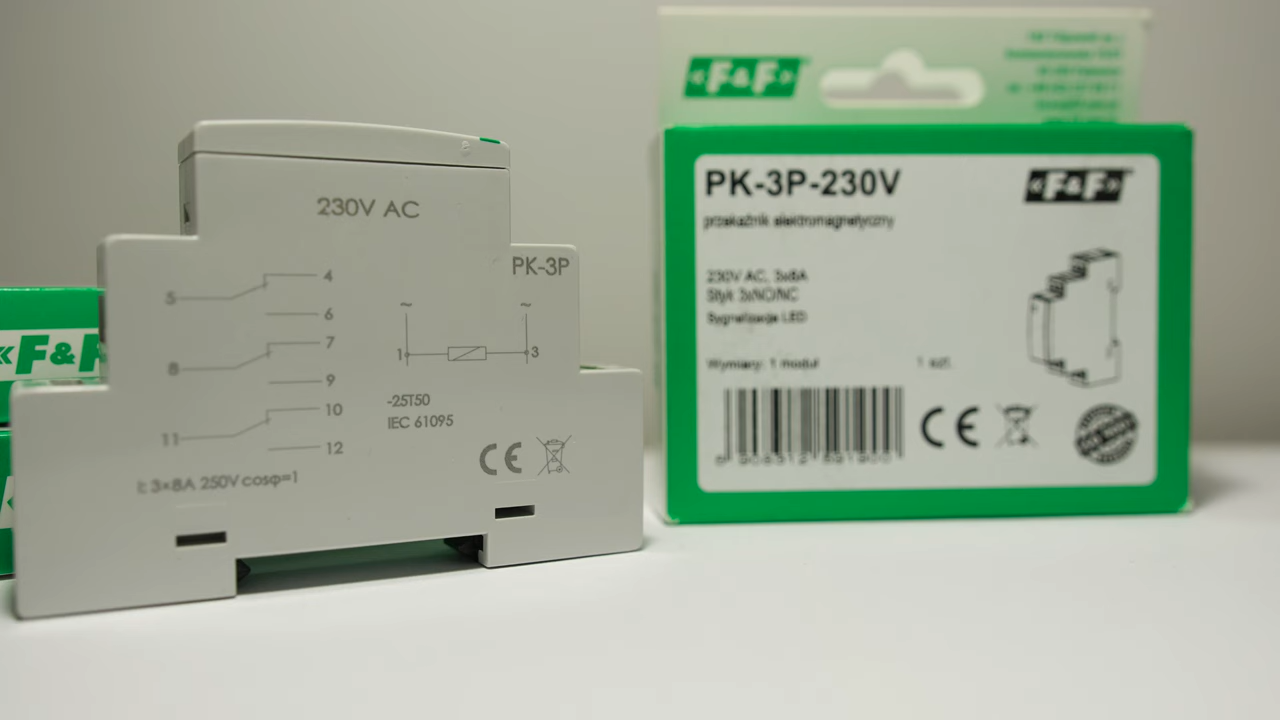 230V AC
PK-3P
5 4
6
8 7
9
11 10
12
~ ~
1 3
-25T50
IEC 61095
I: 3×8A 250V cosφ=1
CE
«F&F
«F&F»
PK-3P-230V
«F&F»
przekaźnik elektromagnetyczny
230V AC, 3x8A
Styk 3xNO/NC
Sygnalizacja LED
Wymiary: 1 moduł 1 szt.
CE